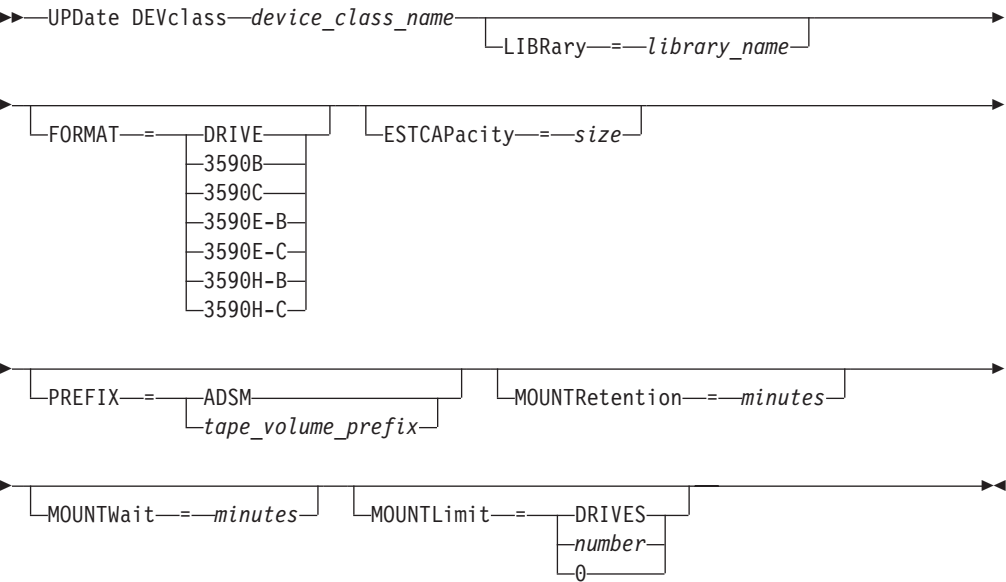 UPDate DEVclass device_class_name
LIBRary = library_name
FORMAT = DRIVE
3590B
3590C
3590E-B
3590E-C
3590H-B
3590H-C
ESTCAPacity = size
PREFIX = ADSM
tape_volume_prefix
MOUNTRetention = minutes
MOUNTWait = minutes
MOUNTLimit = DRIVES
number
0